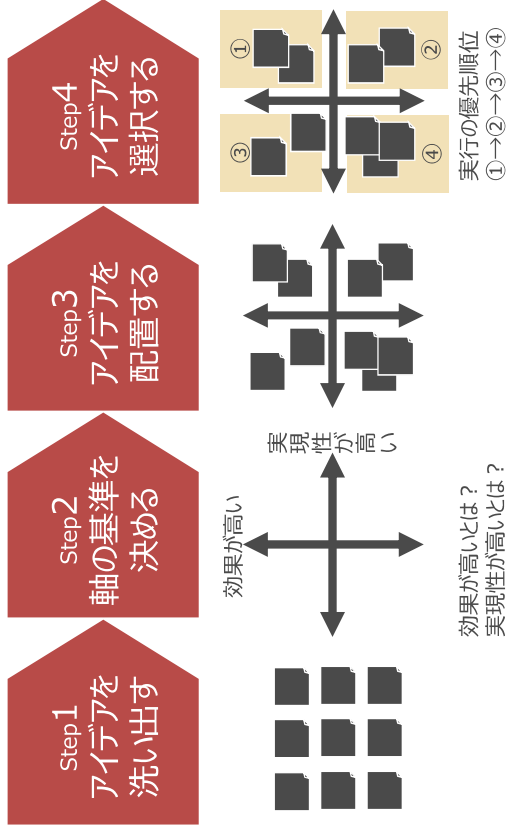 Step1
アイデアを
洗い出す
Step2
軸の基準を
決める
効果が高い
実現性が高い
効果が高いとは？
実現性が高いとは？
Step3
アイデアを
配置する
Step4
アイデアを
選択する
①
②
③
④
実行の優先順位
①→②→③→④